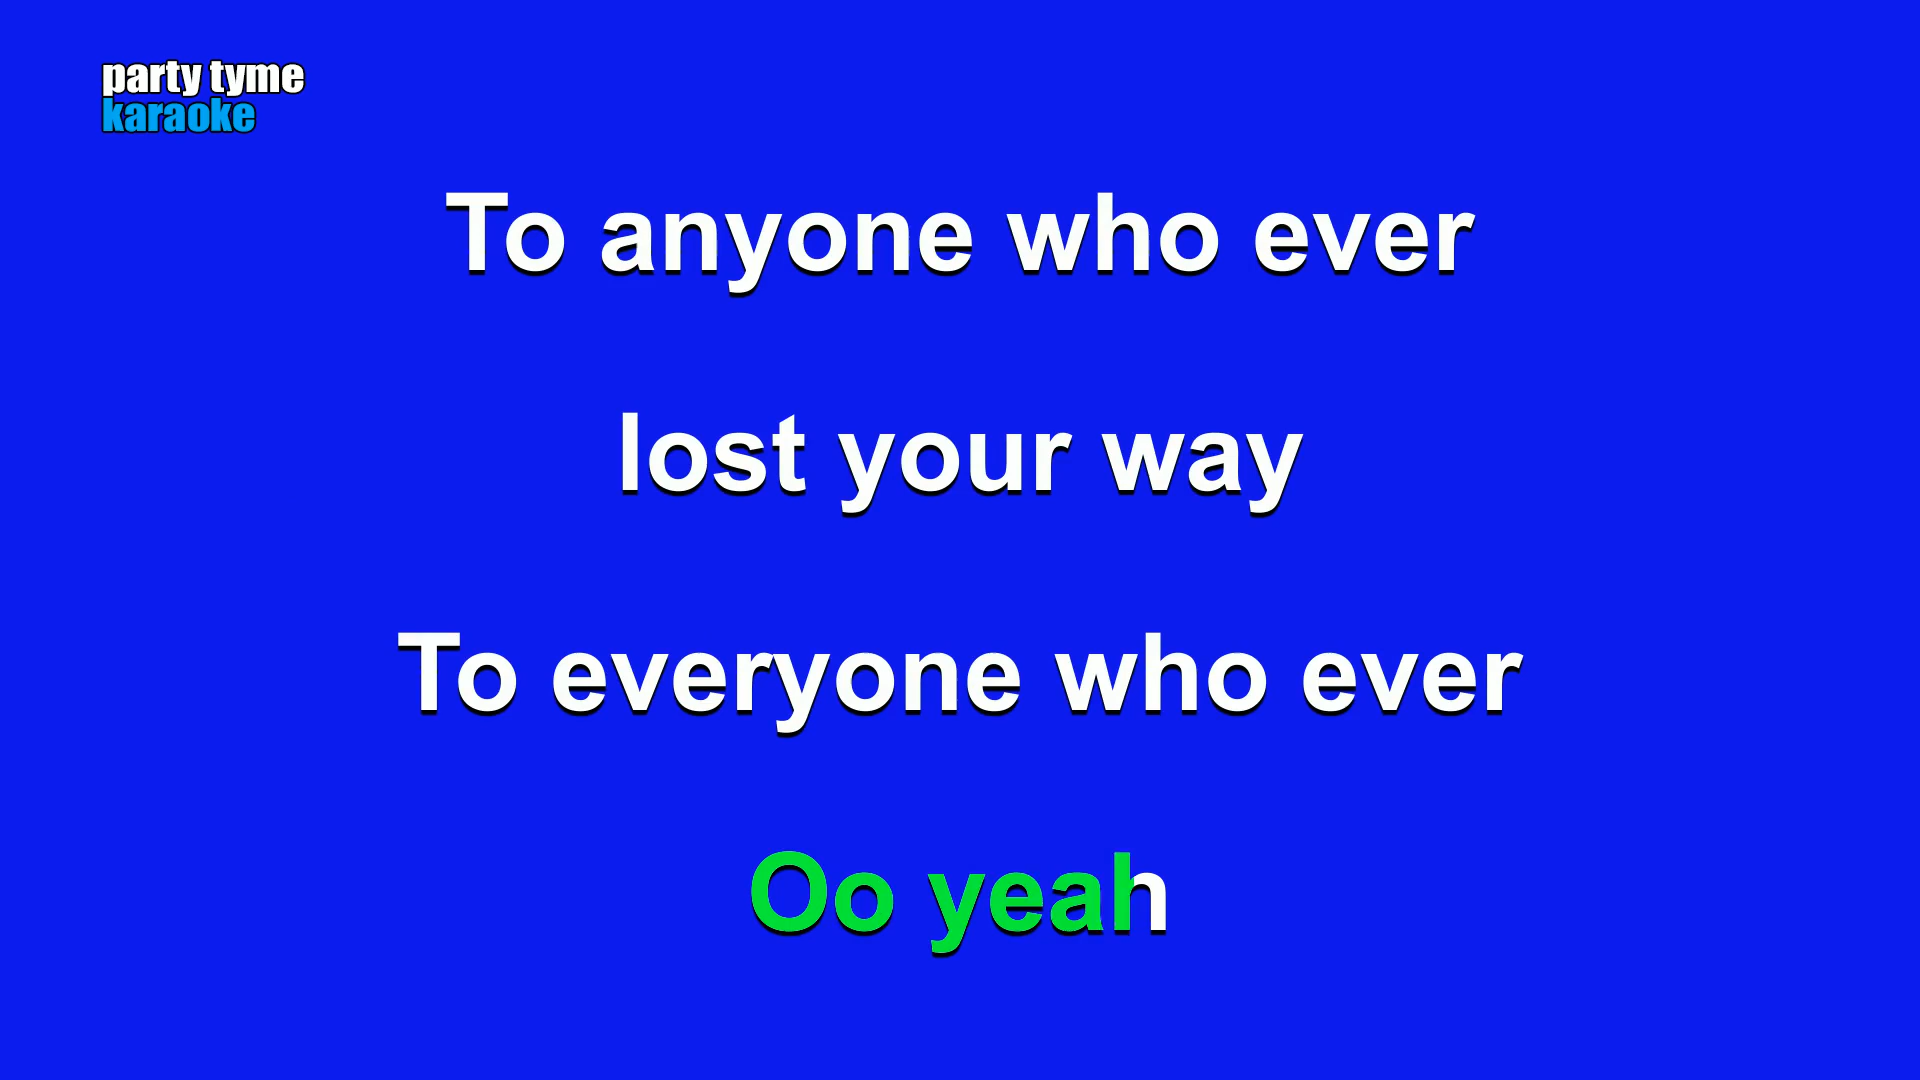 party tyme
karaoke
To anyone who ever
lost your way
To everyone who ever
Oo yeah